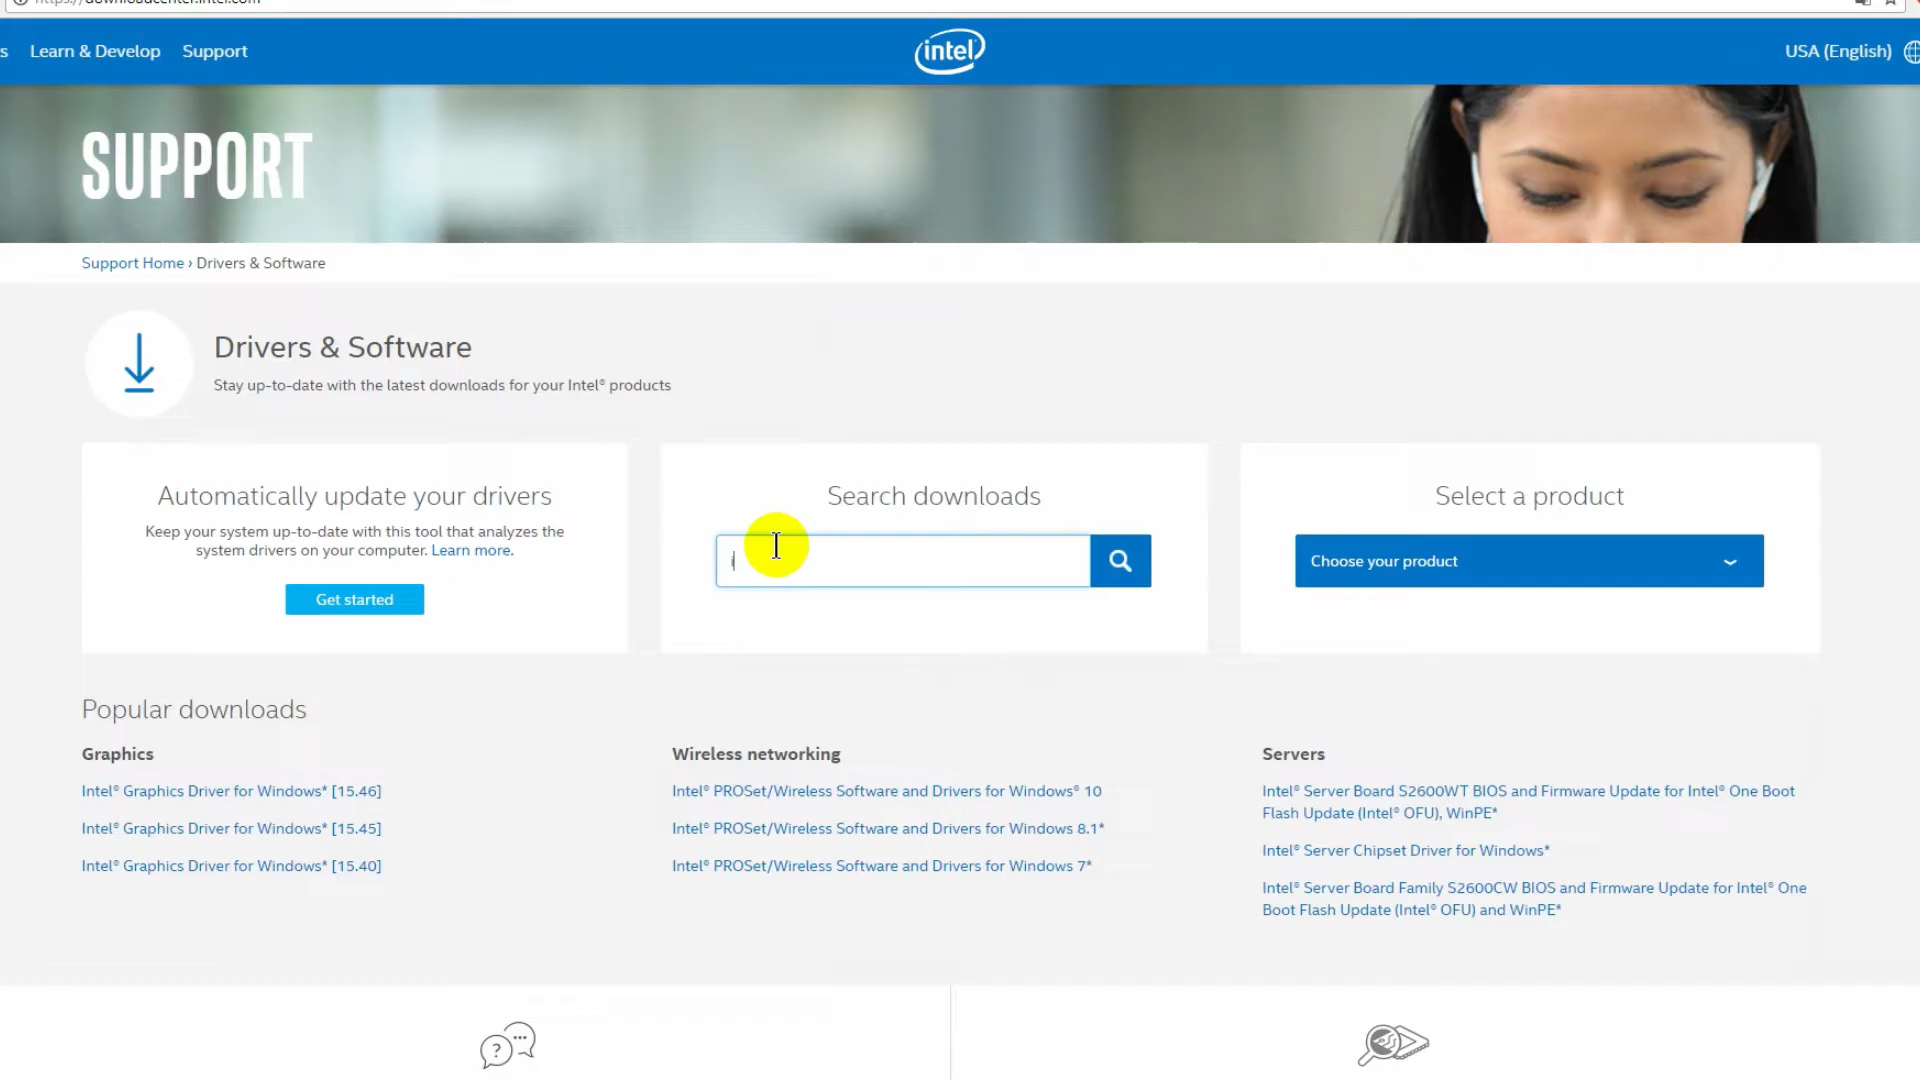 https://downloadcenter.intel.com
s Learn & Develop Support
intel
USA (English)
SUPPORT
Support Home › Drivers & Software
Drivers & Software
Stay up-to-date with the latest downloads for your Intel® products
Automatically update your drivers
Keep your system up-to-date with this tool that analyzes the
system drivers on your computer. Learn more.
Get started
Search downloads
i
Select a product
Choose your product
Popular downloads
Graphics
Intel® Graphics Driver for Windows* [15.46]
Intel® Graphics Driver for Windows* [15.45]
Intel® Graphics Driver for Windows* [15.40]
Wireless networking
Intel® PROSet/Wireless Software and Drivers for Windows® 10
Intel® PROSet/Wireless Software and Drivers for Windows 8.1*
Intel® PROSet/Wireless Software and Drivers for Windows 7*
Servers
Intel® Server Board S2600WT BIOS and Firmware Update for Intel® One Boot
Flash Update (Intel® OFU), WinPE*
Intel® Server Chipset Driver for Windows*
Intel® Server Board Family S2600CW BIOS and Firmware Update for Intel® One
Boot Flash Update (Intel® OFU) and WinPE*